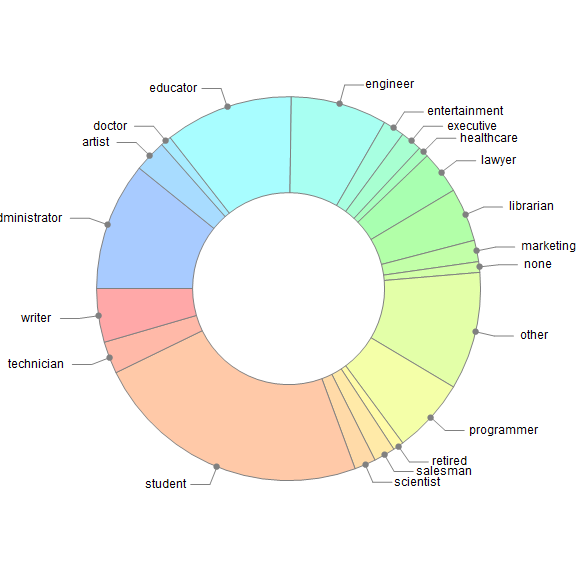 engineer
educator
entertainment
doctor
executive
artist
healthcare
lawyer
librarian
dministrator
marketing
none
writer
other
technician
programmer
retired
salesman
student
scientist